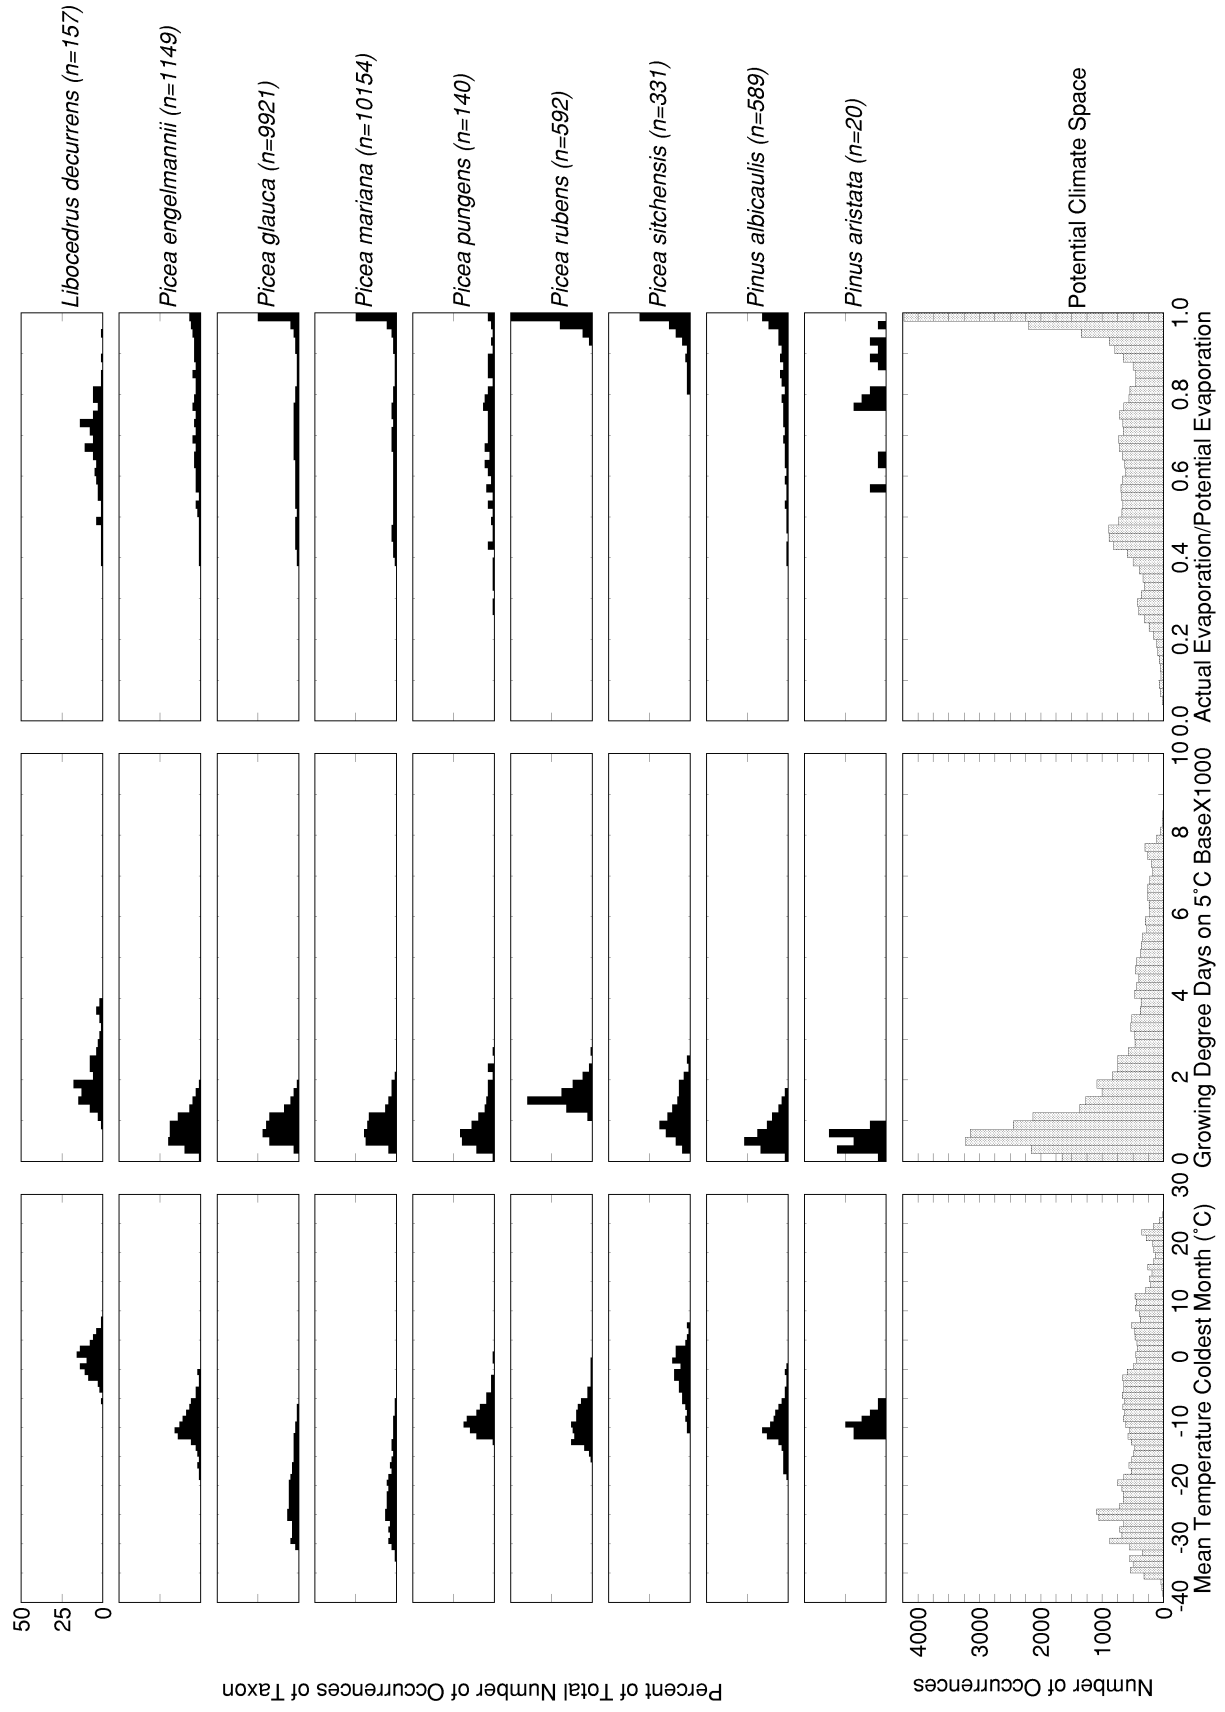 Libocedrus decurrens (n=157)
Picea engelmannii (n=1149)
Picea glauca (n=9921)
Picea mariana (n=10154)
Picea pungens (n=140)
Picea rubens (n=592)
Picea sitchensis (n=331)
Pinus albicaulis (n=589)
Pinus aristata (n=20)
Potential Climate Space
50
25
0
Percent of Total Number of Occurrences of Taxon
4000
3000
2000
1000
0
Number of Occurrences
-40 -30 -20 -10 0 10 20 30
Mean Temperature Coldest Month (˚C)
0 2 4 6 8 10
Growing Degree Days on 5˚C BaseX1000
0.0 0.2 0.4 0.6 0.8 1.0
Actual Evaporation/Potential Evaporation